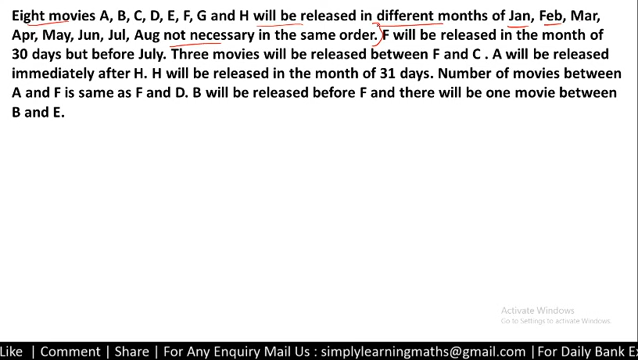 Eight movies A, B, C, D, E, F, G and H will be released in different months of Jan, Feb, Mar,
Apr, May, Jun, Jul, Aug not necessary in the same order. F will be released in the month of
30 days but before July. Three movies will be released between F and C . A will be released
immediately after H. H will be released in the month of 31 days. Number of movies between
A and F is same as F and D. B will be released before F and there will be one movie between
B and E.
Activate Windows
Go to Settings to activate Windows.
Like | Comment | Share | For Any Enquiry Mail Us : simplylearningmaths@gmail.com |For Daily Bank E